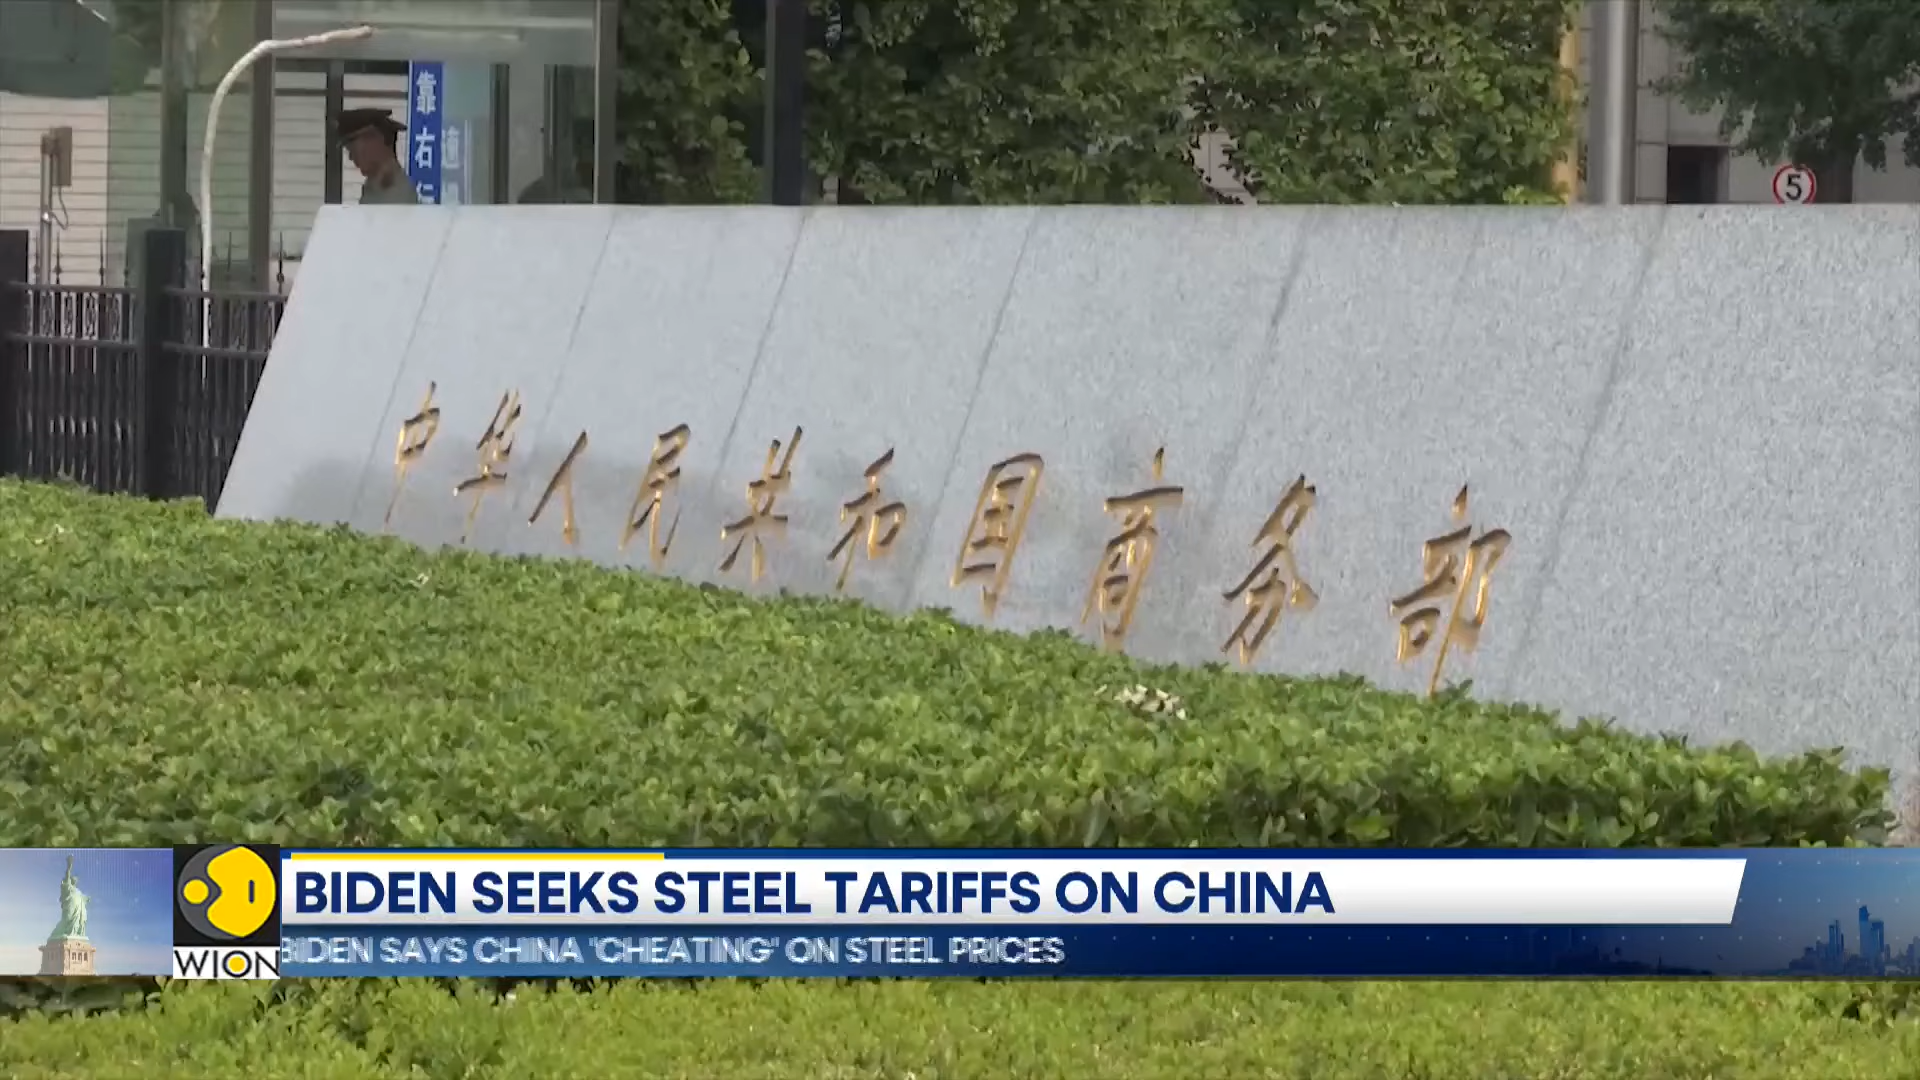 靠右
5
中华人民共和国商务部
BIDEN SEEKS STEEL TARIFFS ON CHINA
BIDEN SAYS CHINA 'CHEATING' ON STEEL PRICES
WION